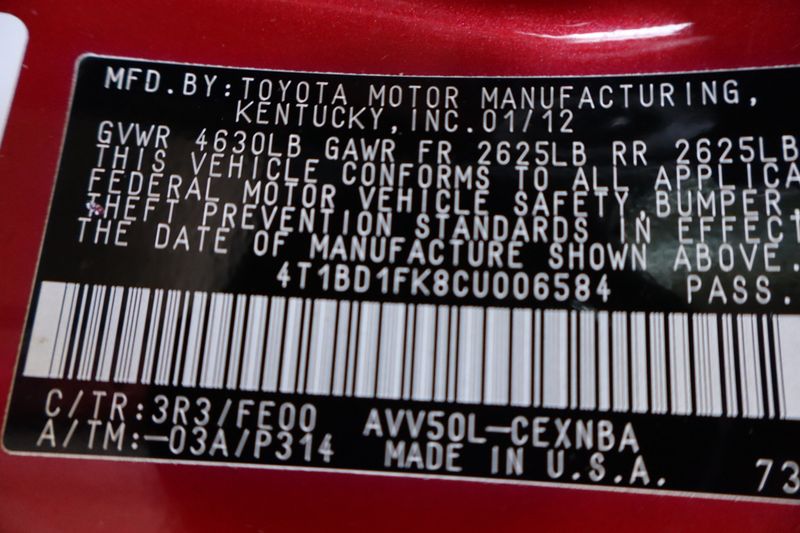 MFD.BY:TOYOTA MOTOR MANUFACTURING,
KENTUCKY,INC.01/12
GVWR 4630LB GAWR FR 2625LB RR 2625LB
THIS VEHICLE CONFORMS TO ALL APPLICA
FEDERAL MOTOR VEHICLE SAFETY,BUMPER,
THEFT PREVENTION STANDARDS IN EFFECT
THE DATE OF MANUFACTURE SHOWN ABOVE.
4T1BD1FK8CU006584 PASS.
C/TR:3R3/FE00 AVV50L-CEXNBA
A/TM:-03A/P314 MADE IN U.S.A. 73